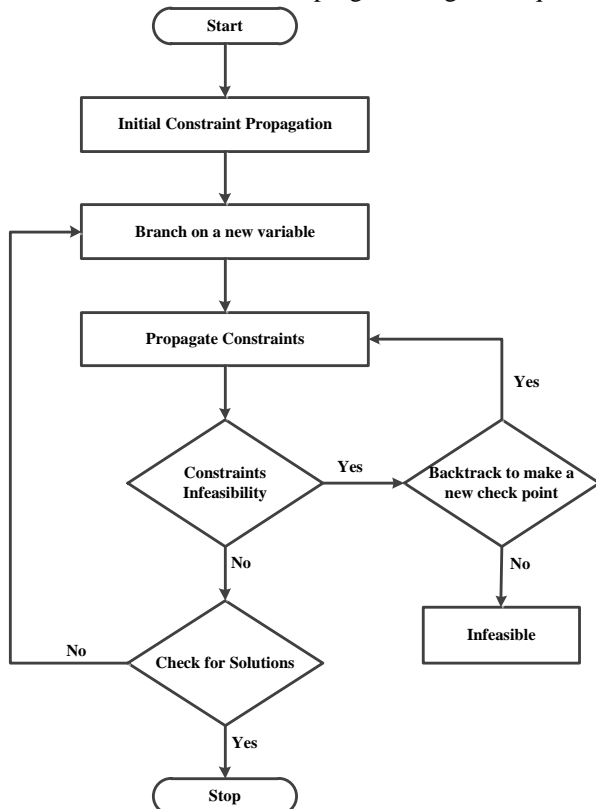 Start
Initial Constraint Propagation
Branch on a new variable
Propagate Constraints
Yes
Constraints
Infeasibility
Yes
Backtrack to make a
new check point
No
No
Infeasible
No
Check for Solutions
Yes
Stop